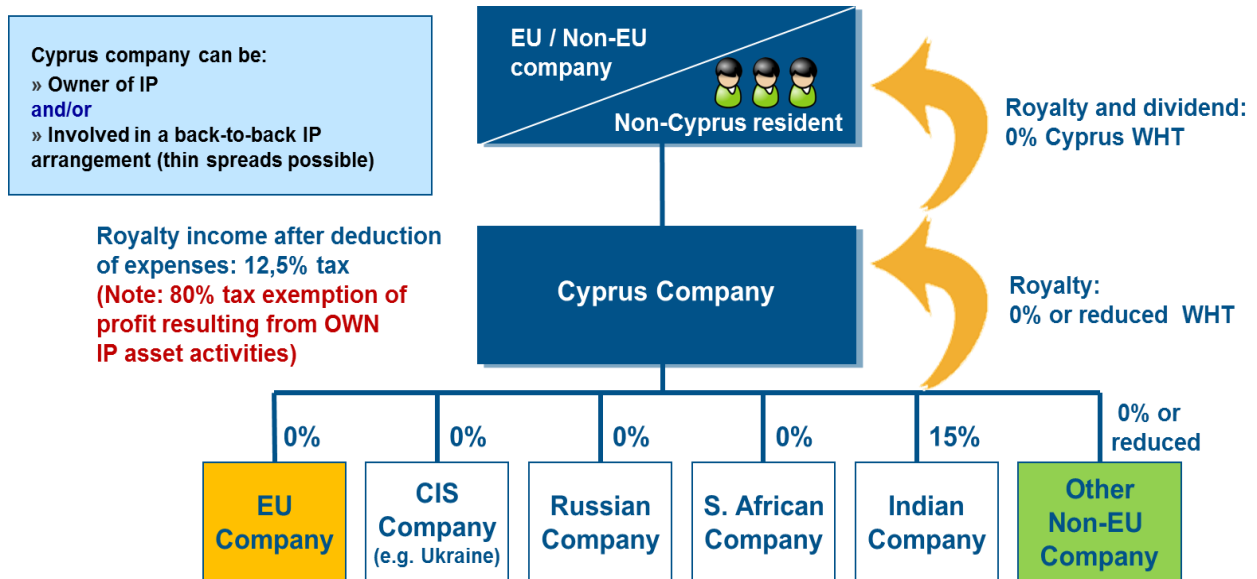 Cyprus company can be:
» Owner of IP
and/or
» Involved in a back-to-back IP
arrangement (thin spreads possible)
EU / Non-EU
company
Non-Cyprus resident
Royalty and dividend:
0% Cyprus WHT
Royalty income after deduction
of expenses: 12,5% tax
(Note: 80% tax exemption of
profit resulting from OWN
IP asset activities)
Cyprus Company
Royalty:
0% or reduced WHT
0%
0%
0%
0%
15%
0% or
reduced
EU
Company
CIS
Company
(e.g. Ukraine)
Russian
Company
S. African
Company
Indian
Company
Other
Non-EU
Company